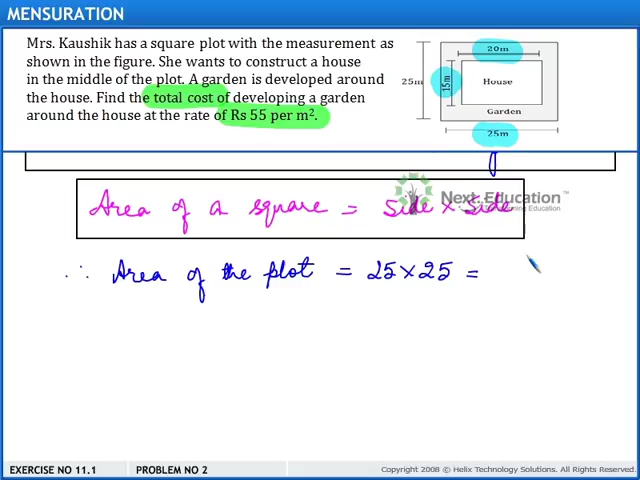 MENSURATION
Mrs. Kaushik has a square plot with the measurement as
shown in the figure. She wants to construct a house
in the middle of the plot. A garden is developed around
the house. Find the total cost of developing a garden
around the house at the rate of Rs 55 per m².
20m
25m
15m
House
Garden
25m
Next Education™
Area of a square = side × side
∴ Area of the plot = 25 × 25 =
EXERCISE NO 11.1
PROBLEM NO 2
Copyright 2008 © Helix Technology Solutions. All Rights Reserved.